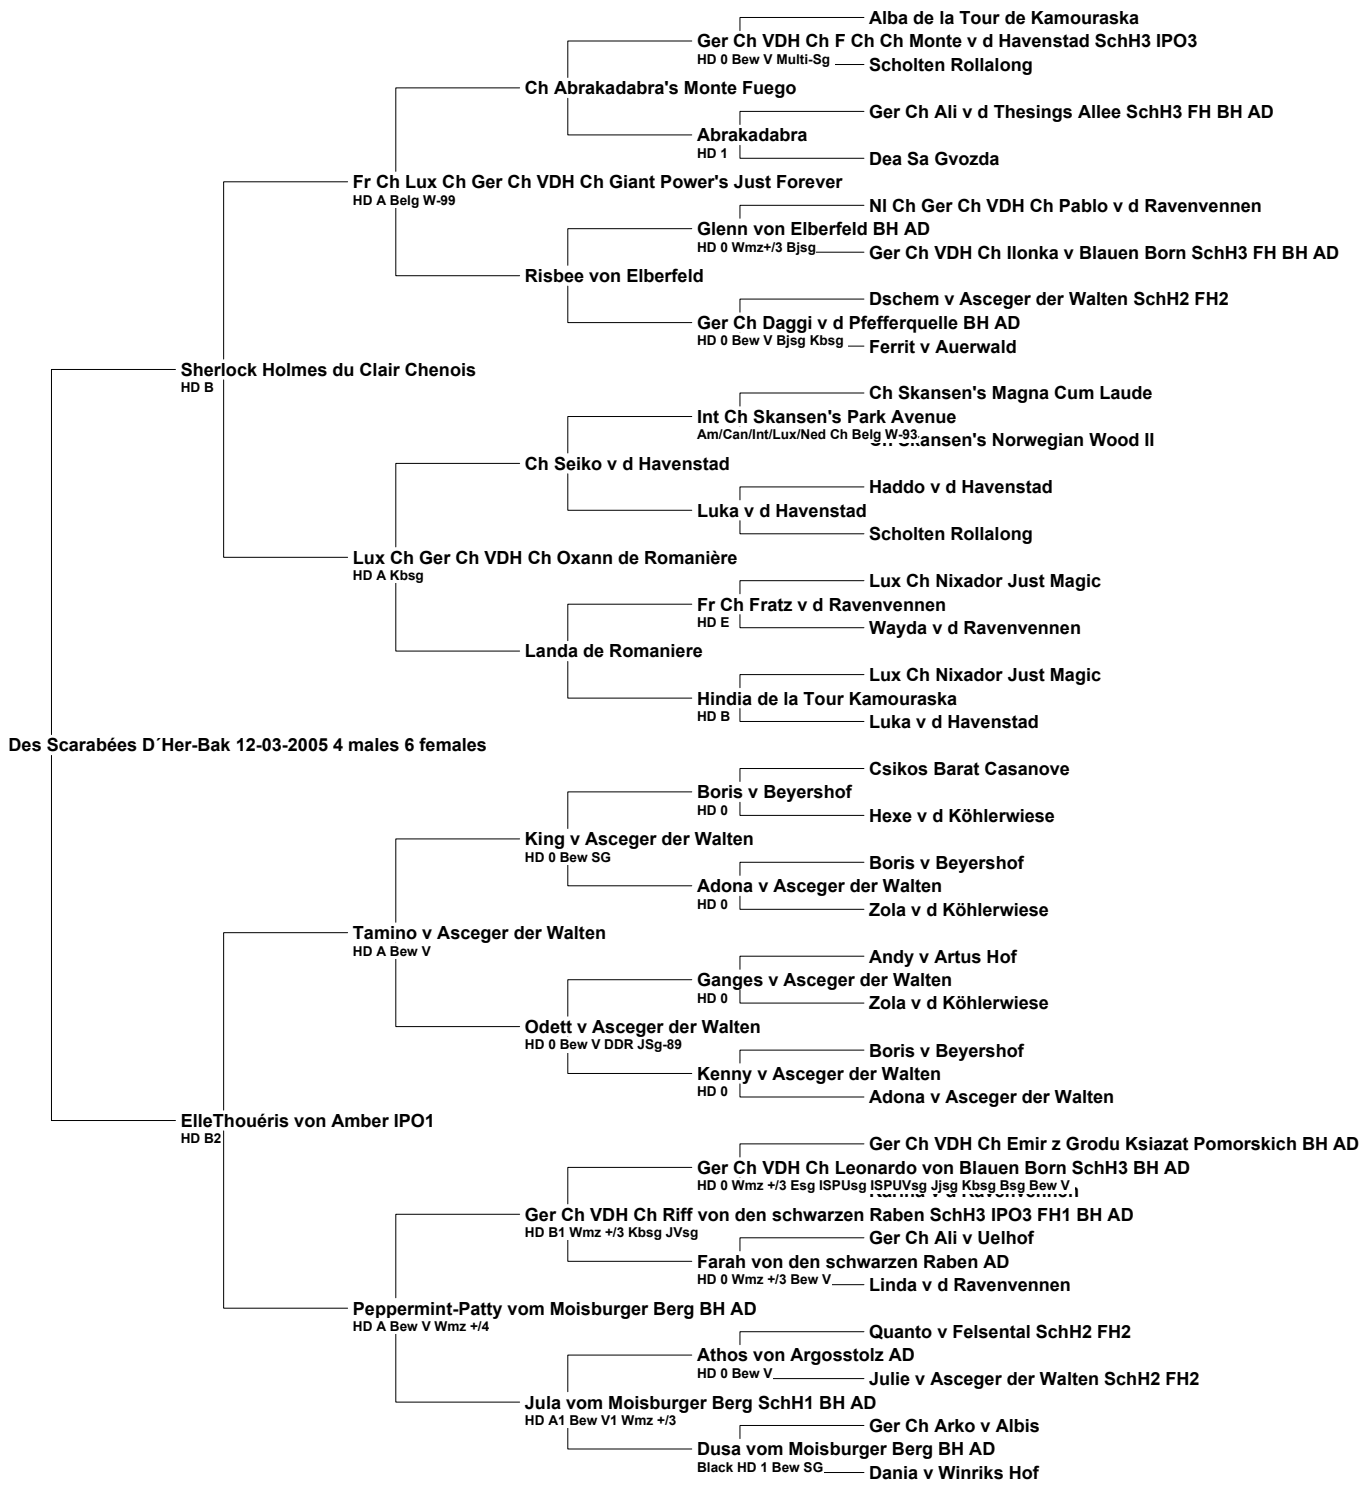 Alba de la Tour de Kamouraska
Ger Ch VDH Ch F Ch Ch Monte v d Havenstad SchH3 IPO3
HD 0 Bew V Multi-Sg
Scholten Rollalong
Ch Abrakadabra's Monte Fuego
Ger Ch Ali v d Thesings Allee SchH3 FH BH AD
Abrakadabra
HD 1
Dea Sa Gvozda
Fr Ch Lux Ch Ger Ch VDH Ch Giant Power's Just Forever
HD A Belg W-99
Nl Ch Ger Ch VDH Ch Pablo v d Ravenvennen
Glenn von Elberfeld BH AD
HD 0 Wmz+/3 Bjsg
Ger Ch VDH Ch Ilonka v Blauen Born SchH3 FH BH AD
Risbee von Elberfeld
Dschem v Asceger der Walten SchH2 FH2
Ger Ch Daggi v d Pfefferquelle BH AD
HD 0 Bew V Bjsg Kbsg
Ferrit v Auerwald
Sherlock Holmes du Clair Chenois
HD B
Ch Skansen's Magna Cum Laude
Int Ch Skansen's Park Avenue
Am/Can/Int/Lux/Ned Ch Belg W-93
Ch Skansen's Norwegian Wood II
Ch Seiko v d Havenstad
Haddo v d Havenstad
Luka v d Havenstad
Scholten Rollalong
Lux Ch Ger Ch VDH Ch Oxann de Romanière
HD A Kbsg
Lux Ch Nixador Just Magic
Fr Ch Fratz v d Ravenvennen
HD E
Wayda v d Ravenvennen
Landa de Romaniere
Lux Ch Nixador Just Magic
Hindia de la Tour Kamouraska
HD B
Luka v d Havenstad
Des Scarabées D´Her-Bak 12-03-2005 4 males 6 females
Csikos Barat Casanove
Boris v Beyershof
HD 0
Hexe v d Köhlerwiese
King v Asceger der Walten
HD 0 Bew SG
Boris v Beyershof
Adona v Asceger der Walten
HD 0
Zola v d Köhlerwiese
Tamino v Asceger der Walten
HD A Bew V
Andy v Artus Hof
Ganges v Asceger der Walten
HD 0
Zola v d Köhlerwiese
Odett v Asceger der Walten
HD 0 Bew V DDR JSg-89
Boris v Beyershof
Kenny v Asceger der Walten
HD 0
Adona v Asceger der Walten
ElleThouéris von Amber IPO1
HD B2
Ger Ch VDH Ch Emir z Grodu Ksiazat Pomorskich BH AD
Ger Ch VDH Ch Leonardo von Blauen Born SchH3 BH AD
HD 0 Wmz +/3 Esg ISPUsg ISPUVsg Jjsg Kbsg Bsg Bew V
v d Ravenvennen
Ger Ch VDH Ch Riff von den schwarzen Raben SchH3 IPO3 FH1 BH AD
HD B1 Wmz +/3 Kbsg JVsg
Ger Ch Ali v Uelhof
Farah von den schwarzen Raben AD
HD 0 Wmz +/3 Bew V
Linda v d Ravenvennen
Peppermint-Patty vom Moisburger Berg BH AD
HD A Bew V Wmz +/4
Quanto v Felsental SchH2 FH2
Athos von Argosstolz AD
HD 0 Bew V
Julie v Asceger der Walten SchH2 FH2
Jula vom Moisburger Berg SchH1 BH AD
HD A1 Bew V1 Wmz +/3
Ger Ch Arko v Albis
Dusa vom Moisburger Berg BH AD
Black HD 1 Bew SG
Dania v Winriks Hof